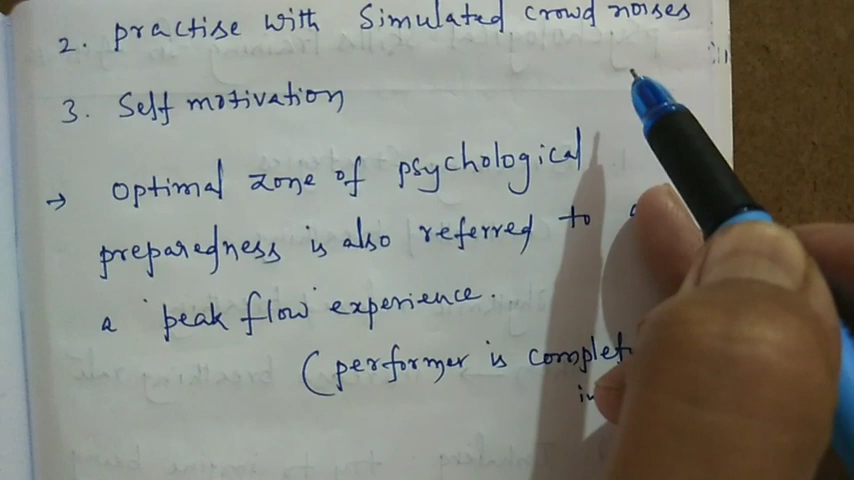 2. practise with Simulated crowd noises
3. Self motivation
→ Optimal zone of psychological
preparedness is also referred to
a 'peak flow' experience.
(performer is complet